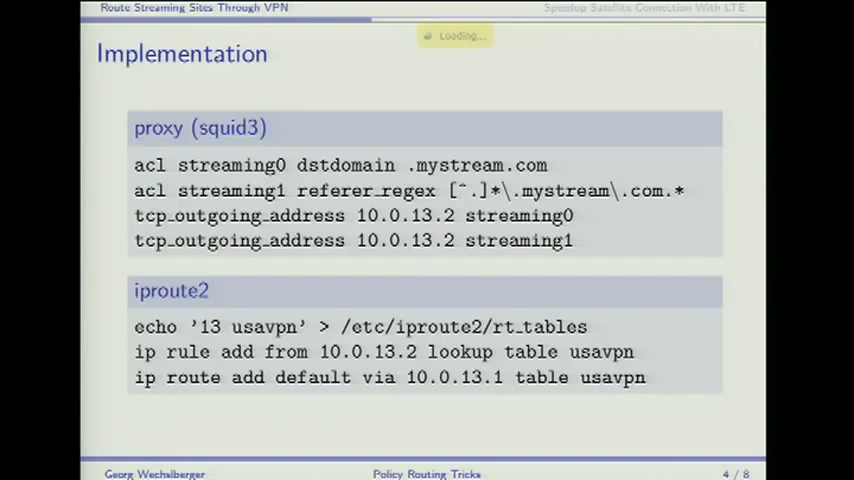 Route Streaming Sites Through VPN
Speedup Satellite Connection With LTE
Loading...
Implementation
proxy (squid3)
acl streaming0 dstdomain .mystream.com
acl streaming1 referer_regex [^.]*\.mystream\.com.*
tcp_outgoing_address 10.0.13.2 streaming0
tcp_outgoing_address 10.0.13.2 streaming1
iproute2
echo '13 usavpn' > /etc/iproute2/rt_tables
ip rule add from 10.0.13.2 lookup table usavpn
ip route add default via 10.0.13.1 table usavpn
Georg Wechslberger
Policy Routing Tricks
4 / 8